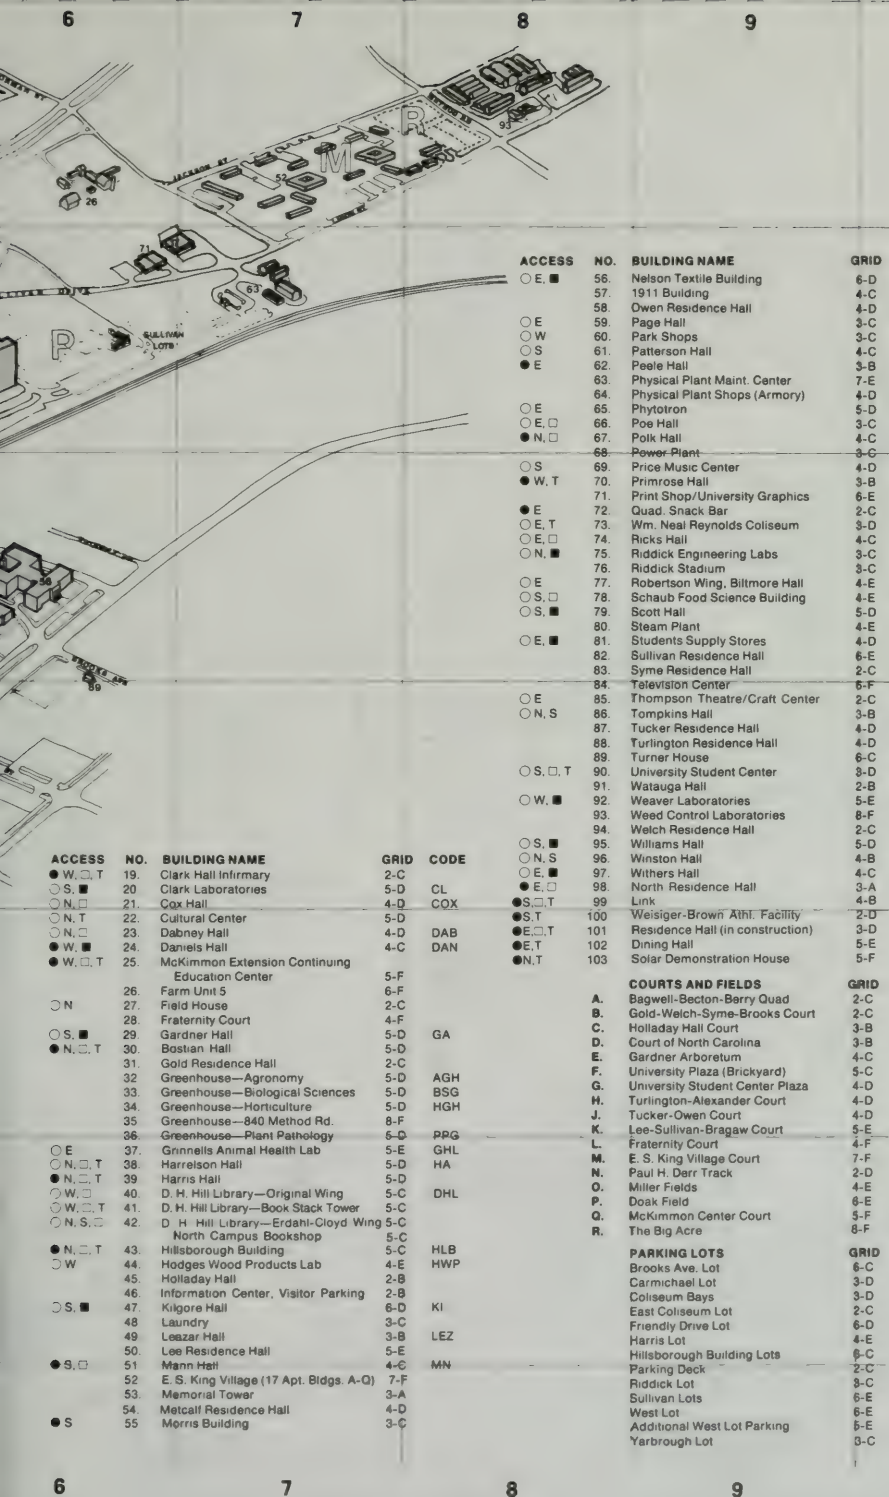 6 7 8 9
JACKSON ST
METHOD RD
LIGON ST
R
93
M
52
26
71
63
P
SULLIVAN
LOTS
56
BROOKS AVE
89
ACCESS NO. BUILDING NAME GRID
○ E, ■ 56. Nelson Textile Building 6-D
57. 1911 Building 4-C
58. Owen Residence Hall 4-D
○ E 59. Page Hall 3-C
○ W 60. Park Shops 3-C
○ S 61. Patterson Hall 4-C
● E 62. Peele Hall 3-B
63. Physical Plant Maint. Center 7-E
64. Physical Plant Shops (Armory) 4-D
○ E 65. Phytotron 5-D
○ E, □ 66. Poe Hall 3-C
● N, □ 67. Polk Hall 4-C
68. Power Plant 3-C
○ S 69. Price Music Center 4-D
● W, T 70. Primrose Hall 3-B
71. Print Shop/University Graphics 6-E
● E 72. Quad. Snack Bar 2-C
○ E, T 73. Wm. Neal Reynolds Coliseum 3-D
○ E, □ 74. Ricks Hall 4-C
○ N, ■ 75. Riddick Engineering Labs 3-C
76. Riddick Stadium 3-C
○ E 77. Robertson Wing, Biltmore Hall 4-E
○ S, □ 78. Schaub Food Science Building 4-E
○ S, ■ 79. Scott Hall 5-D
80. Steam Plant 4-E
○ E, ■ 81. Students Supply Stores 4-D
82. Sullivan Residence Hall 6-E
83. Syme Residence Hall 2-C
84. Television Center 6-F
○ E 85. Thompson Theatre/Craft Center 2-C
○ N, S 86. Tompkins Hall 3-B
87. Tucker Residence Hall 4-D
88. Turlington Residence Hall 4-D
89. Turner House 6-C
○ S, □, T 90. University Student Center 3-D
91. Watauga Hall 2-B
○ W, ■ 92. Weaver Laboratories 5-E
93. Weed Control Laboratories 8-F
94. Welch Residence Hall 2-C
○ S, ■ 95. Williams Hall 5-D
○ N, S 96. Winston Hall 4-B
○ E, ■ 97. Withers Hall 4-C
● E, □ 98. North Residence Hall 3-A
●S,□,T 99 Link 4-B
●S,T 100 Weisiger-Brown Athl. Facility 2-D
●E,□,T 101 Residence Hall (in construction) 3-D
●E,T 102 Dining Hall 5-E
●N,T 103 Solar Demonstration House 5-F
COURTS AND FIELDS GRID
A. Bagwell-Becton-Berry Quad 2-C
B. Gold-Welch-Syme-Brooks Court 2-C
C. Holladay Hall Court 3-B
D. Court of North Carolina 3-B
E. Gardner Arboretum 4-C
F. University Plaza (Brickyard) 5-C
G. University Student Center Plaza 4-D
H. Turlington-Alexander Court 4-D
J. Tucker-Owen Court 4-D
K. Lee-Sullivan-Bragaw Court 5-E
L. Fraternity Court 4-F
M. E. S. King Village Court 7-F
N. Paul H. Derr Track 2-D
O. Miller Fields 4-E
P. Doak Field 6-E
Q. McKimmon Center Court 5-F
R. The Big Acre 8-F
PARKING LOTS GRID
Brooks Ave. Lot 6-C
Carmichael Lot 3-D
Coliseum Bays 3-D
East Coliseum Lot 2-C
Friendly Drive Lot 6-D
Harris Lot 4-E
Hillsborough Building Lots 6-C
Parking Deck 2-C
Riddick Lot 3-C
Sullivan Lots 6-E
West Lot 6-E
Additional West Lot Parking 5-E
Yarbrough Lot 3-C
ACCESS NO. BUILDING NAME GRID CODE
● W, □, T 19. Clark Hall Infirmary 2-C
○ S, ■ 20 Clark Laboratories 5-D CL
○ N, □ 21. Cox Hall 4-D COX
○ N, T 22. Cultural Center 5-D
○ N, □ 23. Dabney Hall 4-D DAB
● W, ■ 24. Daniels Hall 4-C DAN
● W, □, T 25. McKimmon Extension Continuing
Education Center 5-F
26. Farm Unit 5 6-F
○ N 27. Field House 2-C
28. Fraternity Court 4-F
○ S, ■ 29. Gardner Hall 5-D GA
● N, □, T 30. Bostian Hall 5-D
31. Gold Residence Hall 2-C
32 Greenhouse—Agronomy 5-D AGH
33. Greenhouse—Biological Sciences 5-D BSG
34. Greenhouse—Horticulture 5-D HGH
35 Greenhouse—840 Method Rd. 8-F
36. Greenhouse—Plant Pathology 5-D PPG
○ E 37. Grinnells Animal Health Lab 5-E GHL
○ N, □, T 38. Harrelson Hall 5-D HA
● N, □, T 39 Harris Hall 5-D
○ W, □ 40. D. H. Hill Library—Original Wing 5-C DHL
○ W, □, T 41. D. H. Hill Library—Book Stack Tower 5-C
○ N, S, □ 42. D H Hill Library—Erdahl-Cloyd Wing 5-C
North Campus Bookshop 5-C
● N, □, T 43. Hillsborough Building 5-C HLB
○ W 44. Hodges Wood Products Lab 4-E HWP
45. Holladay Hall 2-B
46. Information Center, Visitor Parking 2-B
○ S, ■ 47. Kilgore Hall 6-D KI
48 Laundry 3-C
49 Leazar Hall 3-B LEZ
50. Lee Residence Hall 5-E
● S, □ 51 Mann Hall 4-C MN
52 E. S. King Village (17 Apt. Bldgs. A-Q) 7-F
53. Memorial Tower 3-A
54. Metcalf Residence Hall 4-D
● S 55 Morris Building 3-C
6 7 8 9